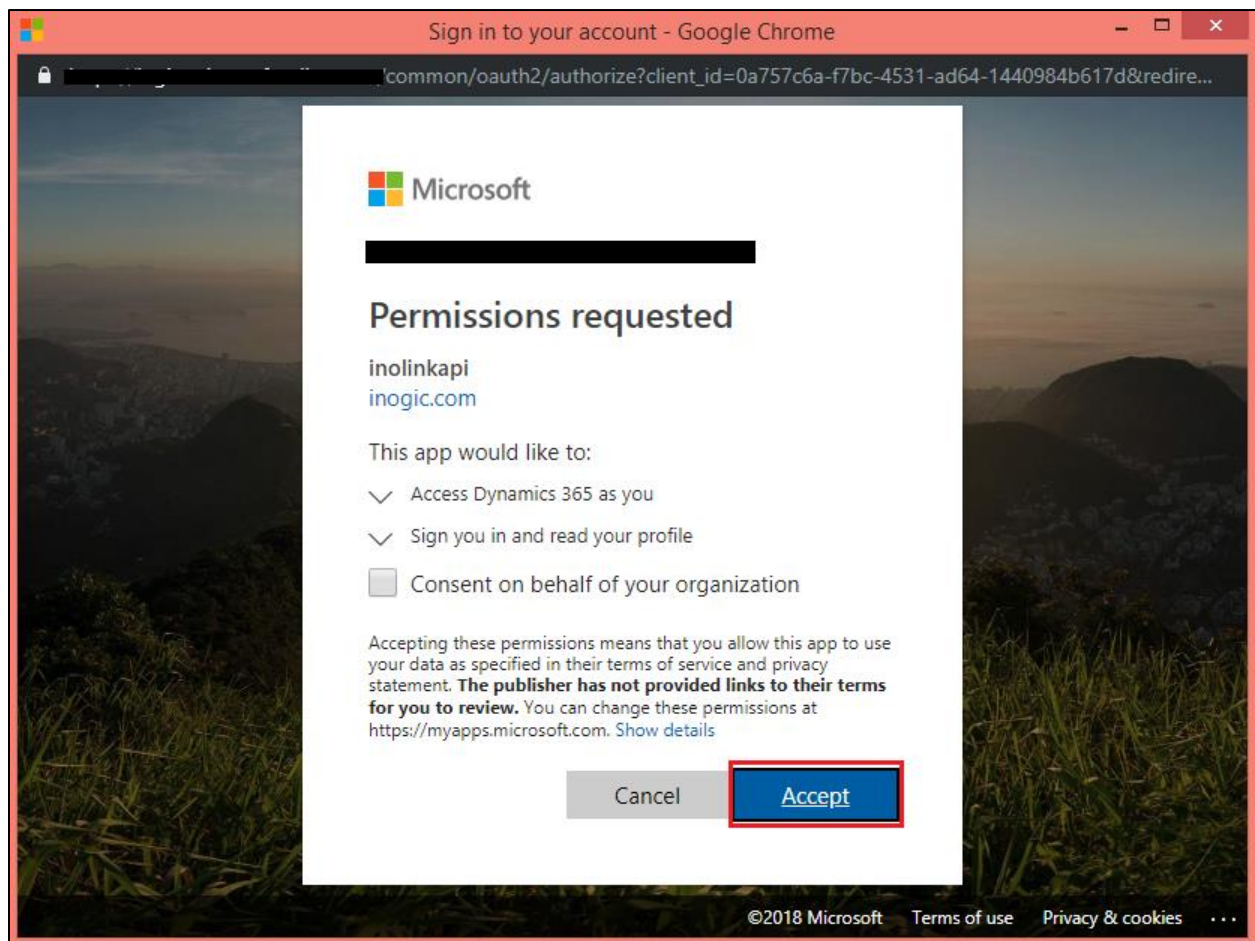 Sign in to your account - Google Chrome
/common/oauth2/authorize?client_id=0a757c6a-f7bc-4531-ad64-1440984b617d&redire...
Microsoft
Permissions requested
inolinkapi
inogic.com
This app would like to:
Access Dynamics 365 as you
Sign you in and read your profile
Consent on behalf of your organization
Accepting these permissions means that you allow this app to use
your data as specified in their terms of service and privacy
statement. The publisher has not provided links to their terms
for you to review. You can change these permissions at
https://myapps.microsoft.com. Show details
Cancel Accept
©2018 Microsoft Terms of use Privacy & cookies ...